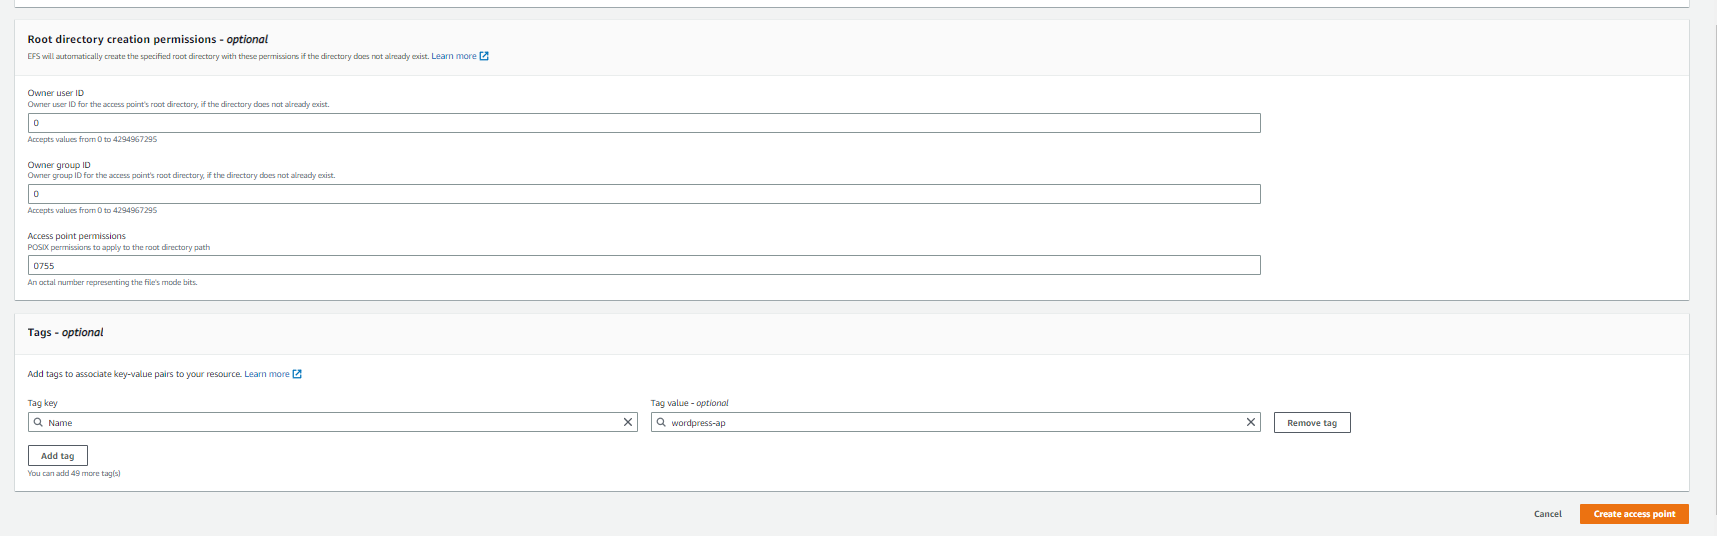 Root directory creation permissions - optional
EFS will automatically create the specified root directory with these permissions if the directory does not already exist. Learn more
Owner user ID
Owner user ID for the access point's root directory, if the directory does not already exist.
0
Accepts values from 0 to 4294967295
Owner group ID
Owner group ID for the access point's root directory, if the directory does not already exist.
0
Accepts values from 0 to 4294967295
Access point permissions
POSIX permissions to apply to the root directory path
0755
An octal number representing the file's mode bits.
Tags - optional
Add tags to associate key-value pairs to your resource. Learn more
Tag key Tag value - optional
Name wordpress-ap Remove tag
Add tag
You can add 49 more tag(s)
Cancel Create access point